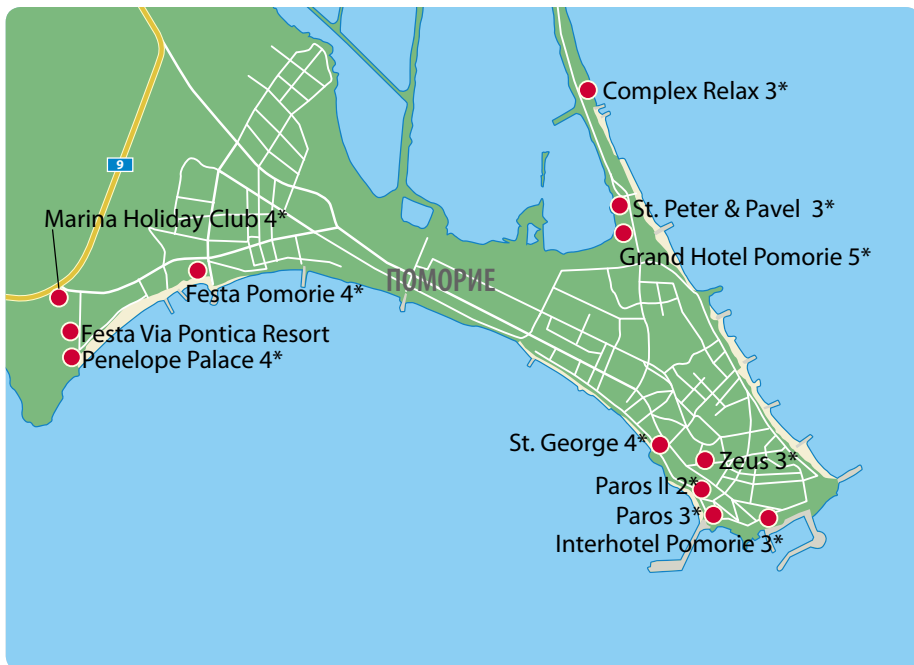 Complex Relax 3*
9
Marina Holiday Club 4*
St. Peter & Pavel 3*
Grand Hotel Pomorie 5*
ПОМОРИЕ
Festa Pomorie 4*
Festa Via Pontica Resort
Penelope Palace 4*
St. George 4*
Zeus 3*
Paros II 2*
Paros 3*
Interhotel Pomorie 3*